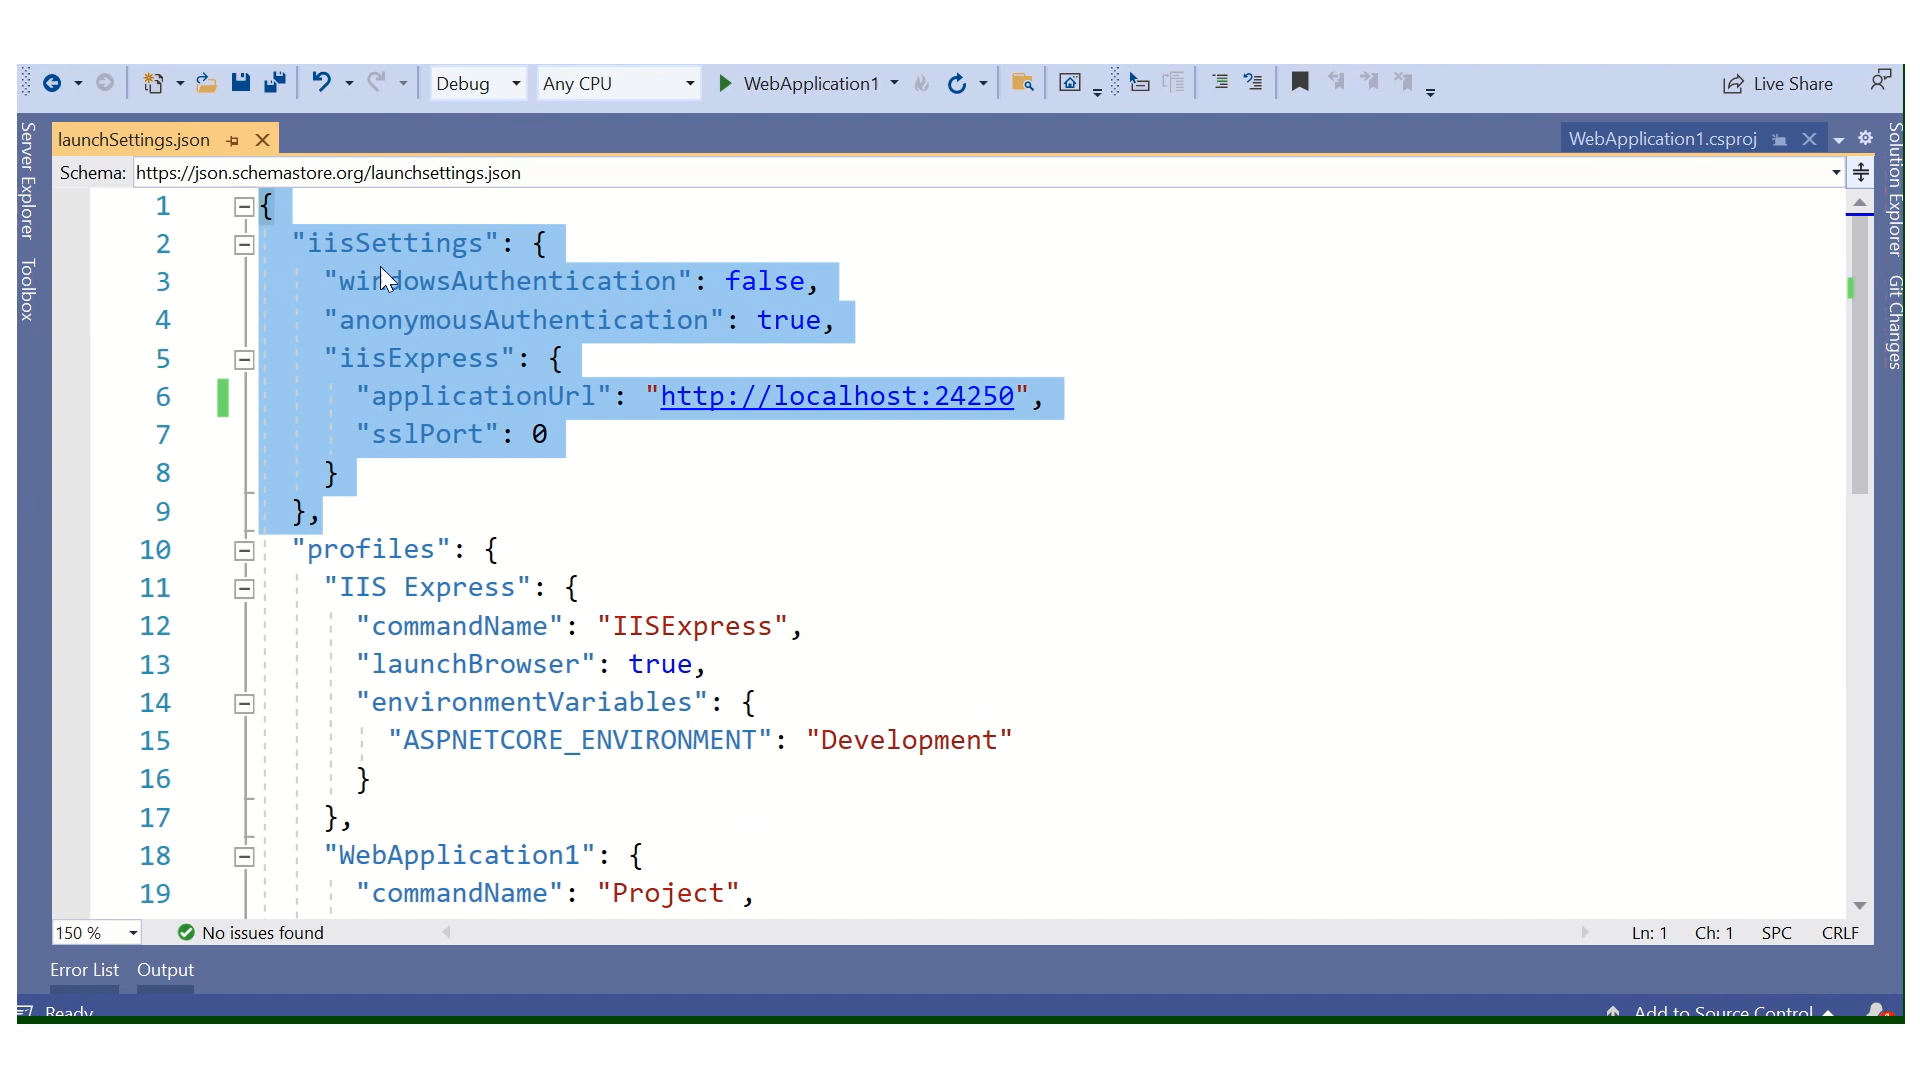 Debug Any CPU WebApplication1 Live Share
launchSettings.json WebApplication1.csproj
Schema: https://json.schemastore.org/launchsettings.json
Server Explorer
Toolbox
Solution Explorer
Git Changes
1 {
2 "iisSettings": {
3 "windowsAuthentication": false,
4 "anonymousAuthentication": true,
5 "iisExpress": {
6 "applicationUrl": "http://localhost:24250",
7 "sslPort": 0
8 }
9 },
10 "profiles": {
11 "IIS Express": {
12 "commandName": "IISExpress",
13 "launchBrowser": true,
14 "environmentVariables": {
15 "ASPNETCORE_ENVIRONMENT": "Development"
16 }
17 },
18 "WebApplication1": {
19 "commandName": "Project",
150 % No issues found Ln: 1 Ch: 1 SPC CRLF
Error List Output
Ready Add to Source Control